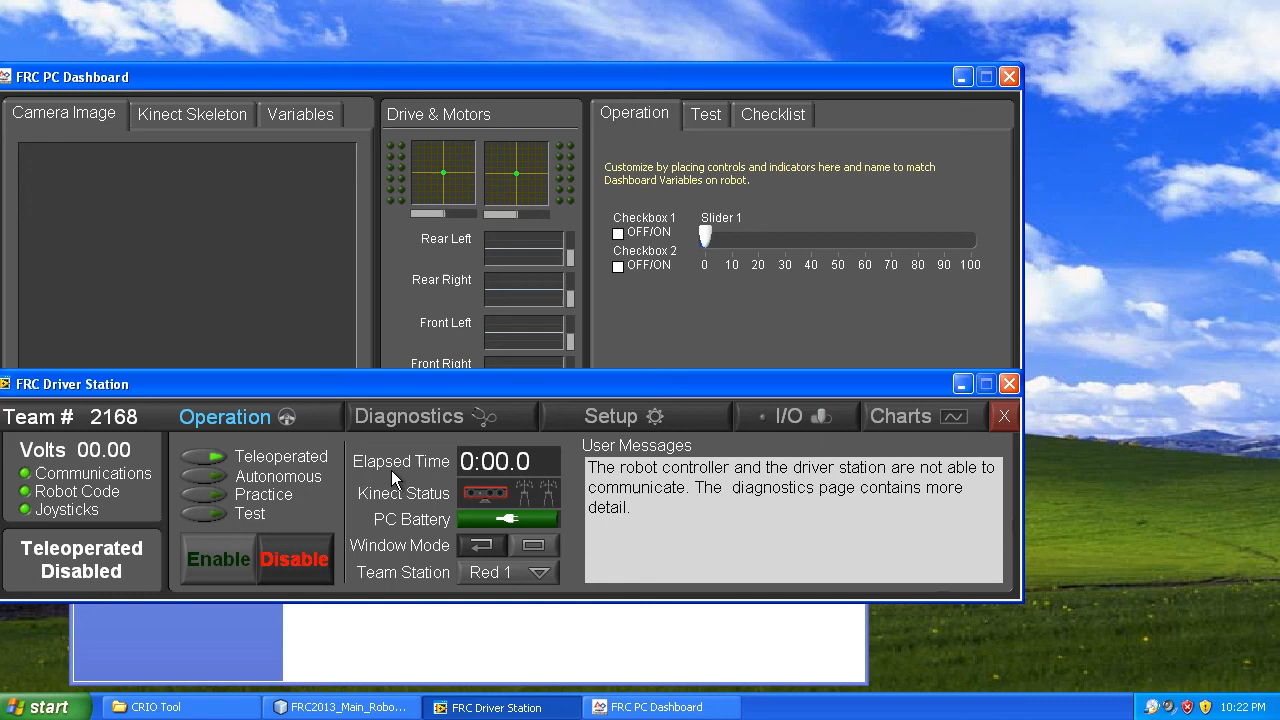 FRC PC Dashboard
Camera Image
Kinect Skeleton
Variables
Drive & Motors
Operation
Test
Checklist
Customize by placing controls and indicators here and name to match
Dashboard Variables on robot.
Checkbox 1
OFF/ON
Checkbox 2
OFF/ON
Slider 1
0 10 20 30 40 50 60 70 80 90 100
Rear Left
Rear Right
Front Left
Front Right
FRC Driver Station
Team # 2168
Operation
Diagnostics
Setup
I/O
Charts
X
Volts 00.00
Communications
Robot Code
Joysticks
Teleoperated
Disabled
Teleoperated
Autonomous
Practice
Test
Enable
Disable
Elapsed Time 0:00.0
Kinect Status
PC Battery
Window Mode
Team Station Red 1
User Messages
The robot controller and the driver station are not able to
communicate. The  diagnostics page contains more
detail.
start
CRIO Tool
FRC2013_Main_Robo...
FRC Driver Station
FRC PC Dashboard
10:22 PM